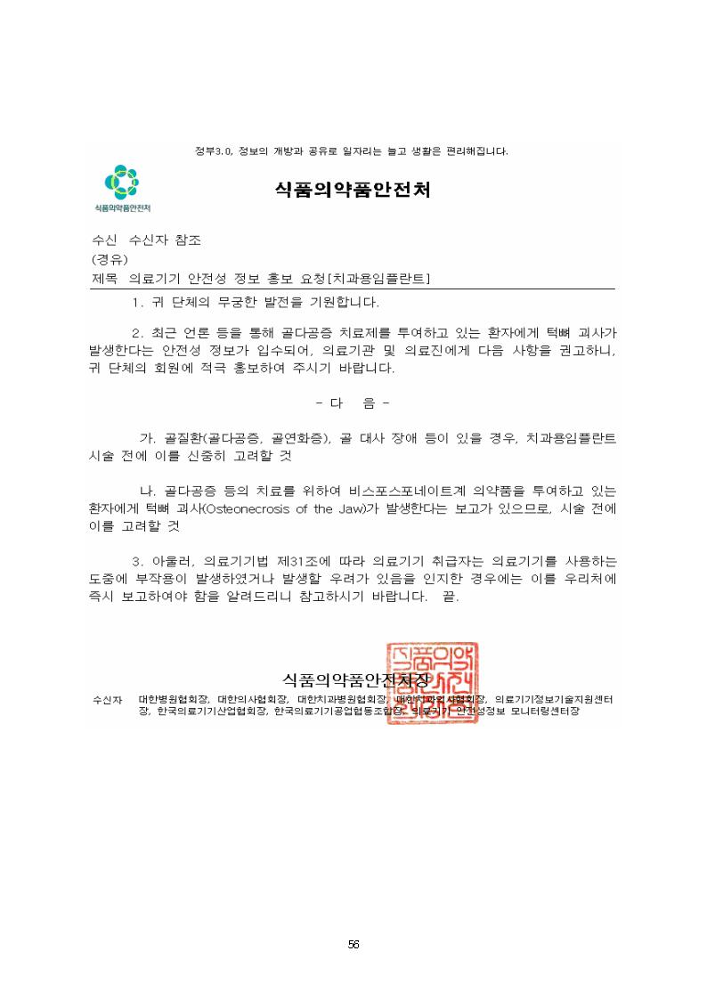 정부3.0, 정보의 개방과 공유로 일자리는 늘고 생활은 편리해집니다.
식품의약품안전처
식품의약품안전처
수신 수신자 참조
(경유)
제목 의료기기 안전성 정보 홍보 요청[치과용임플란트]
1. 귀 단체의 무궁한 발전을 기원합니다.
2. 최근 언론 등을 통해 골다공증 치료제를 투여하고 있는 환자에게 턱뼈 괴사가
발생한다는 안전성 정보가 입수되어, 의료기관 및 의료진에게 다음 사항을 권고하니,
귀 단체의 회원에 적극 홍보하여 주시기 바랍니다.
- 다 음 -
가. 골질환(골다공증, 골연화증), 골 대사 장애 등이 있을 경우, 치과용임플란트
시술 전에 이를 신중히 고려할 것
나. 골다공증 등의 치료를 위하여 비스포스포네이트계 의약품을 투여하고 있는
환자에게 턱뼈 괴사(Osteonecrosis of the Jaw)가 발생한다는 보고가 있으므로, 시술 전에
이를 고려할 것
3. 아울러, 의료기기법 제31조에 따라 의료기기 취급자는 의료기기를 사용하는
도중에 부작용이 발생하였거나 발생할 우려가 있음을 인지한 경우에는 이를 우리처에
즉시 보고하여야 함을 알려드리니 참고하시기 바랍니다. 끝.
식품의약품안전처장
수신자 대한병원협회장, 대한의사협회장, 대한치과병원협회장, 대한치과의사협회장, 의료기기정보기술지원센터
장, 한국의료기기산업협회장, 한국의료기기공업협동조합장, 의료기기 안전성정보 모니터링센터장
56